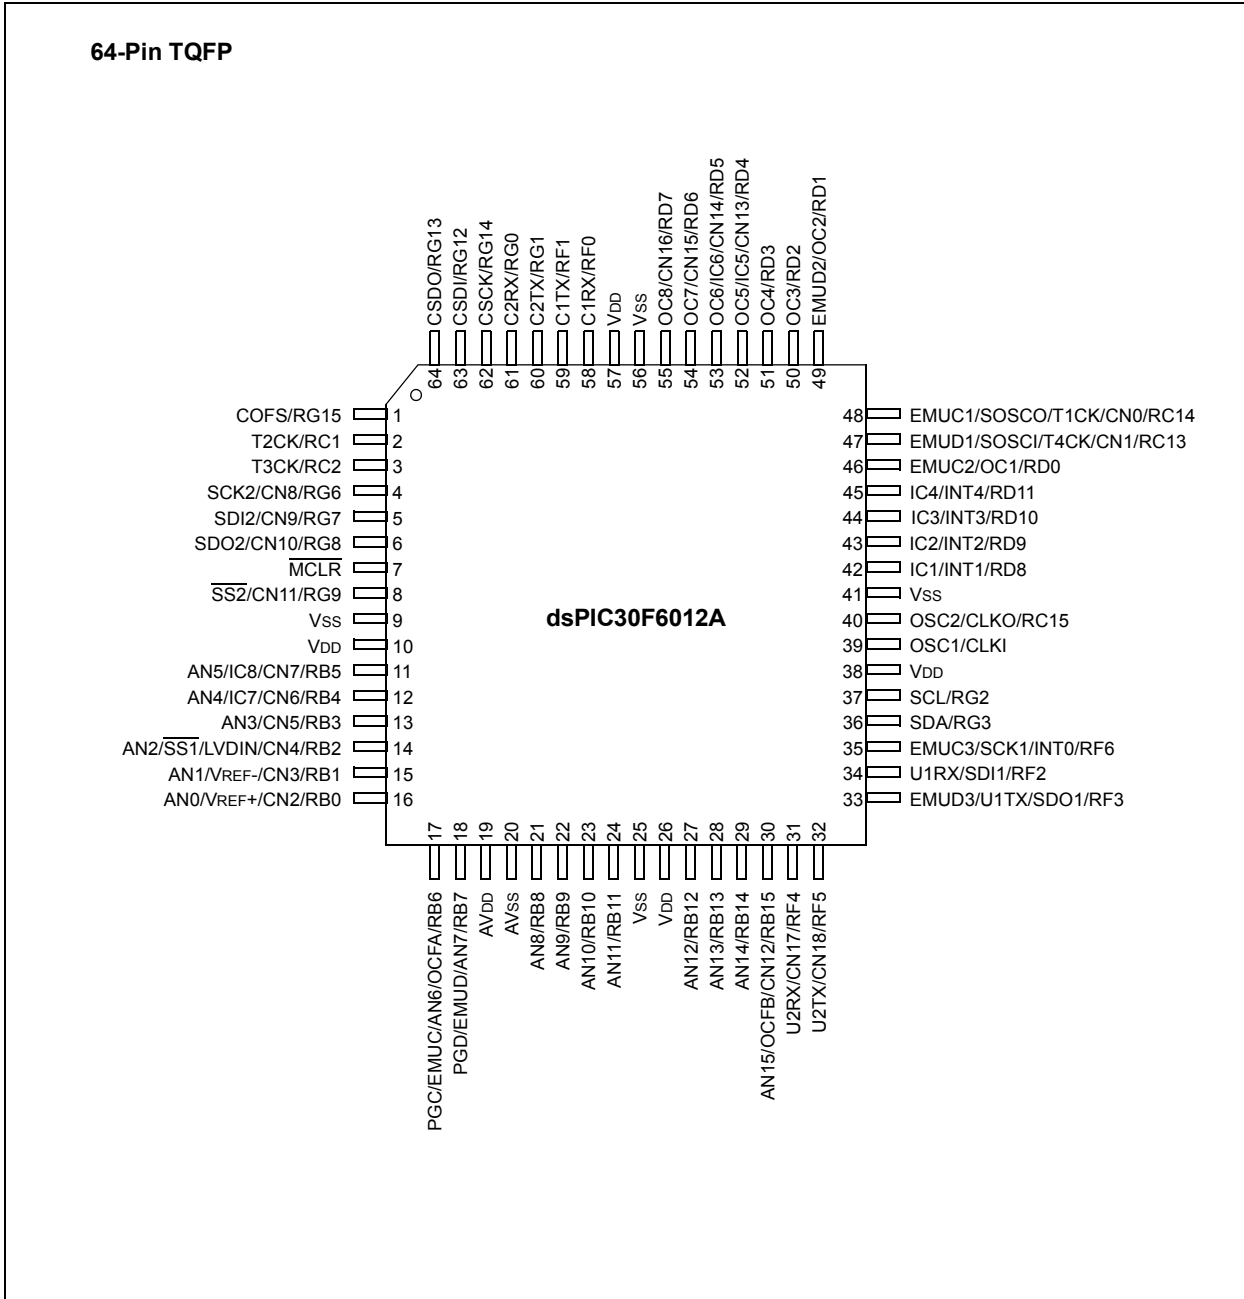 64-Pin TQFP
CSDO/RG13
CSDI/RG12
CSCK/RG14
C2RX/RG0
C2TX/RG1
C1TX/RF1
C1RX/RF0
VDD
VSS
OC8/CN16/RD7
OC7/CN15/RD6
OC6/IC6/CN14/RD5
OC5/IC5/CN13/RD4
OC4/RD3
OC3/RD2
EMUD2/OC2/RD1
64
63
62
61
60
59
58
57
56
55
54
53
52
51
50
49
COFS/RG15 1
T2CK/RC1 2
T3CK/RC2 3
SCK2/CN8/RG6 4
SDI2/CN9/RG7 5
SDO2/CN10/RG8 6
MCLR 7
SS2/CN11/RG9 8
VSS 9
VDD 10
AN5/IC8/CN7/RB5 11
AN4/IC7/CN6/RB4 12
AN3/CN5/RB3 13
AN2/SS1/LVDIN/CN4/RB2 14
AN1/VREF-/CN3/RB1 15
AN0/VREF+/CN2/RB0 16
dsPIC30F6012A
48 EMUC1/SOSCO/T1CK/CN0/RC14
47 EMUD1/SOSCI/T4CK/CN1/RC13
46 EMUC2/OC1/RD0
45 IC4/INT4/RD11
44 IC3/INT3/RD10
43 IC2/INT2/RD9
42 IC1/INT1/RD8
41 VSS
40 OSC2/CLKO/RC15
39 OSC1/CLKI
38 VDD
37 SCL/RG2
36 SDA/RG3
35 EMUC3/SCK1/INT0/RF6
34 U1RX/SDI1/RF2
33 EMUD3/U1TX/SDO1/RF3
17
18
19
20
21
22
23
24
25
26
27
28
29
30
31
32
PGC/EMUC/AN6/OCFA/RB6
PGD/EMUD/AN7/RB7
AVDD
AVSS
AN8/RB8
AN9/RB9
AN10/RB10
AN11/RB11
VSS
VDD
AN12/RB12
AN13/RB13
AN14/RB14
AN15/OCFB/CN12/RB15
U2RX/CN17/RF4
U2TX/CN18/RF5